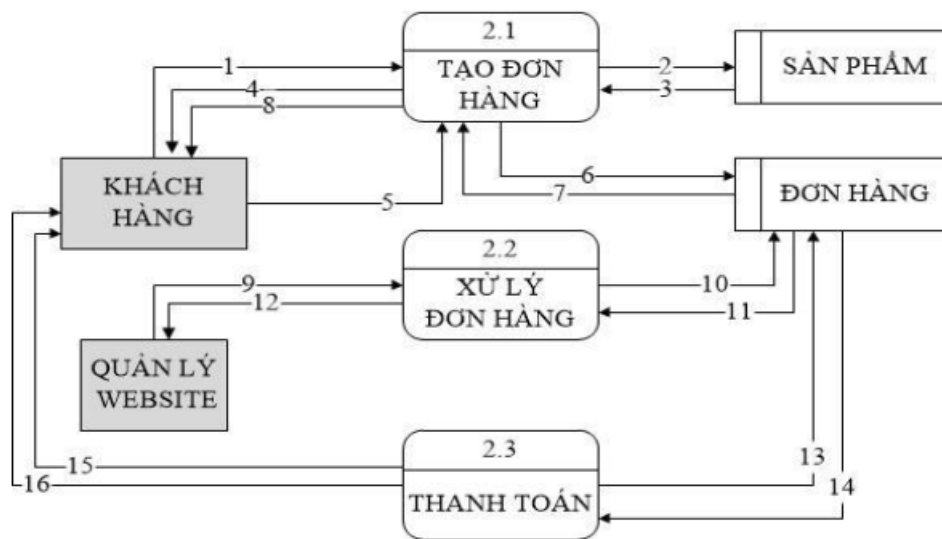 2.1
TẠO ĐƠN
HÀNG
1
4
8
2
3
SẢN PHẨM
KHÁCH
HÀNG
5
6
7
ĐƠN HÀNG
2.2
XỬ LÝ
ĐƠN HÀNG
9
12
10
11
QUẢN LÝ
WEBSITE
2.3
THANH TOÁN
15
16
13
14